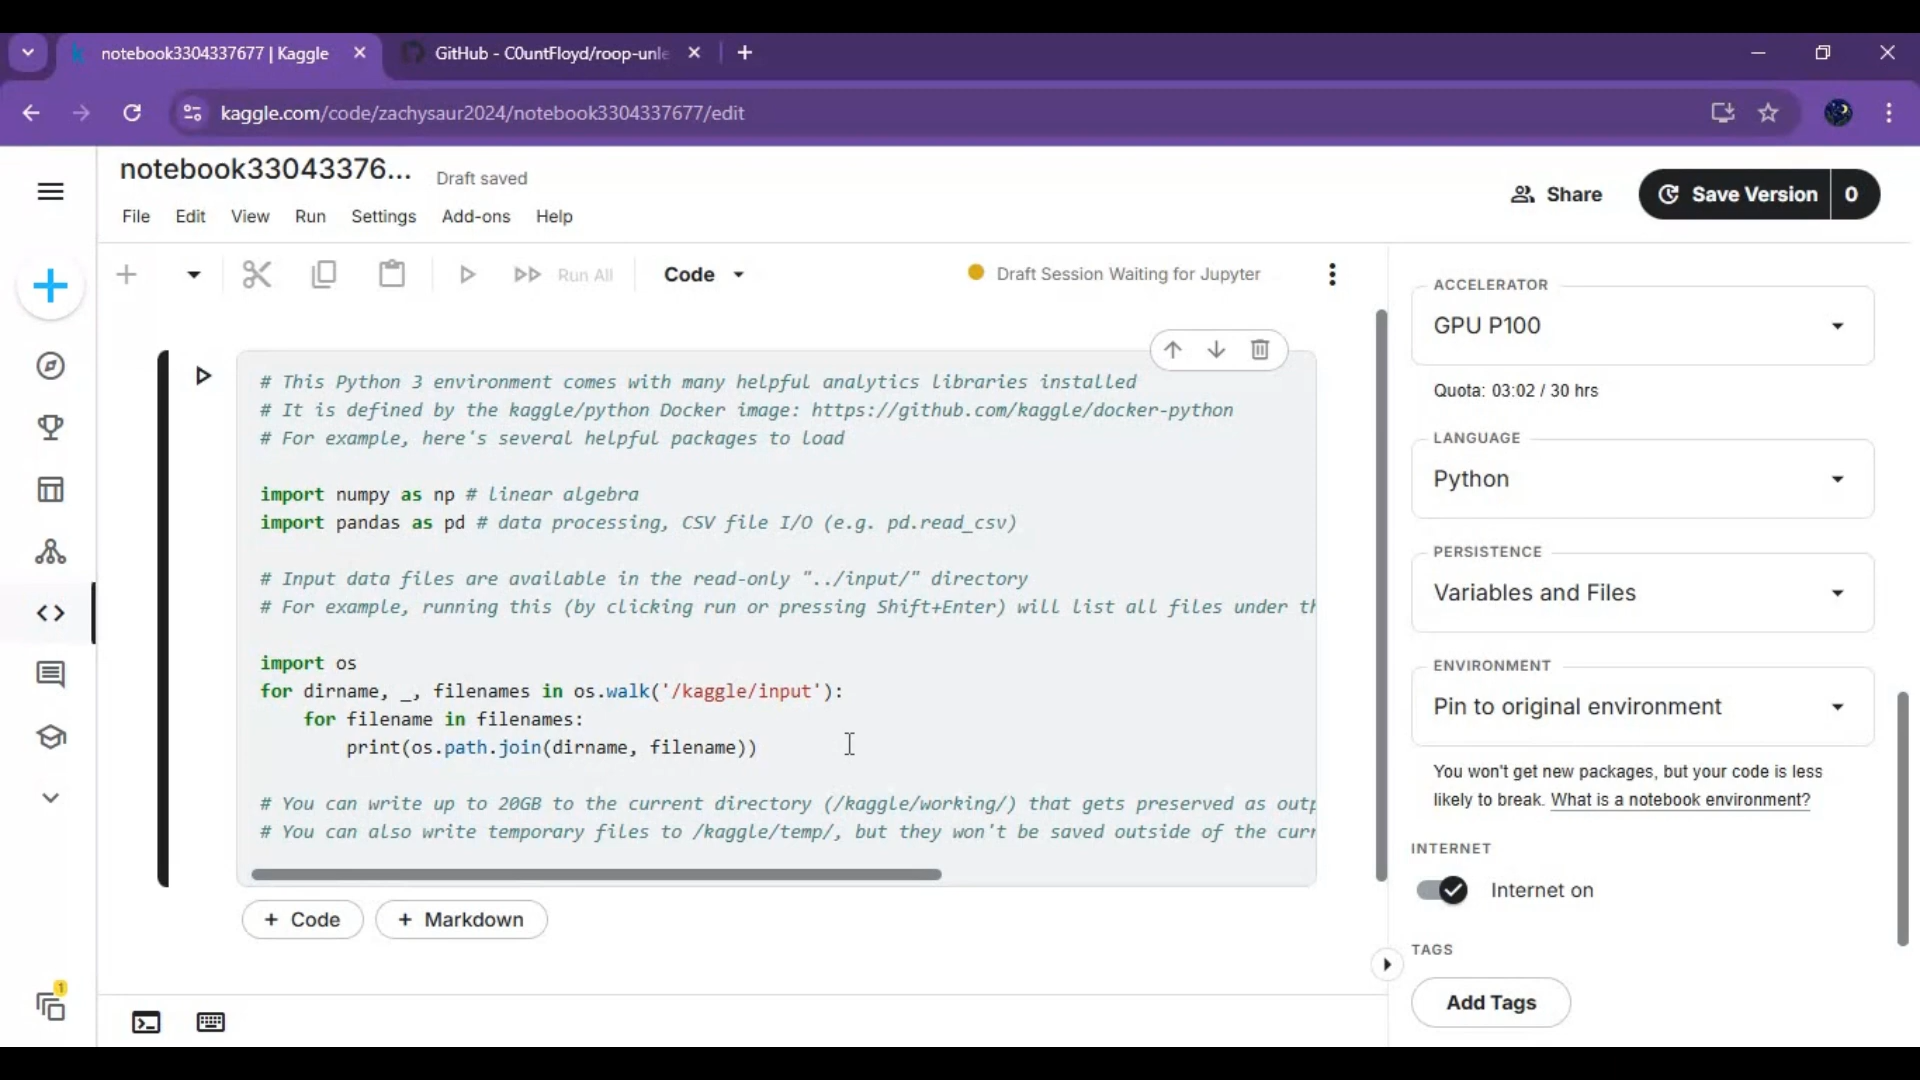 notebook3304337677 | Kaggle
GitHub - C0untFloyd/roop-unle
kaggle.com/code/zachysaur2024/notebook3304337677/edit
notebook33043376...
Draft saved
Share
Save Version
0
File
Edit
View
Run
Settings
Add-ons
Help
Run All
Code
Draft Session Waiting for Jupyter
# This Python 3 environment comes with many helpful analytics libraries installed
# It is defined by the kaggle/python Docker image: https://github.com/kaggle/docker-python
# For example, here's several helpful packages to load
import numpy as np # linear algebra
import pandas as pd # data processing, CSV file I/O (e.g. pd.read_csv)
# Input data files are available in the read-only "../input/" directory
# For example, running this (by clicking run or pressing Shift+Enter) will list all files under th
import os
for dirname, _, filenames in os.walk('/kaggle/input'):
    for filename in filenames:
        print(os.path.join(dirname, filename))
# You can write up to 20GB to the current directory (/kaggle/working/) that gets preserved as outp
# You can also write temporary files to /kaggle/temp/, but they won't be saved outside of the curr
+ Code
+ Markdown
ACCELERATOR
GPU P100
Quota: 03:02 / 30 hrs
LANGUAGE
Python
PERSISTENCE
Variables and Files
ENVIRONMENT
Pin to original environment
You won't get new packages, but your code is less
likely to break. What is a notebook environment?
INTERNET
Internet on
TAGS
Add Tags
1